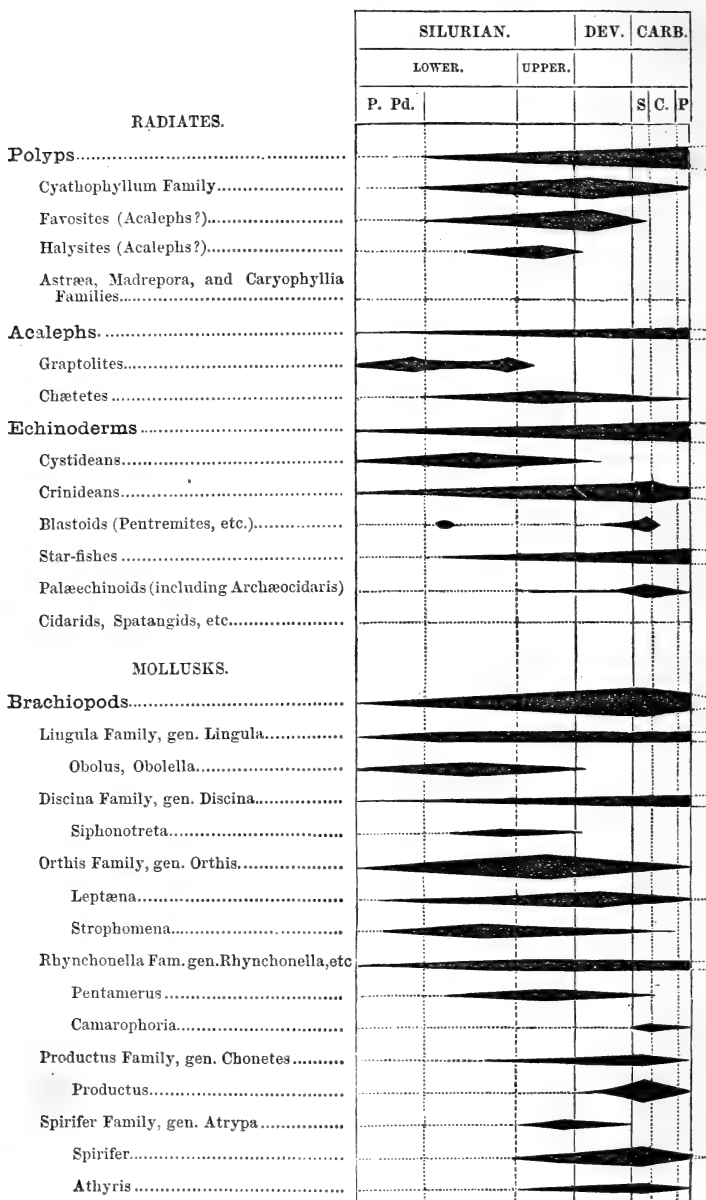 SILURIAN. DEV. CARB.
LOWER. UPPER.
P. Pd. S C. P
RADIATES.
Polyps
Cyathophyllum Family
Favosites (Acalephs?)
Halysites (Acalephs?)
Astræa, Madrepora, and Caryophyllia
Families
Acalephs.
Graptolites
Chætetes
Echinoderms
Cystideans
Crinideans
Blastoids (Pentremites, etc.)
Star-fishes
Palæechinoids (including Archæocidaris)
Cidarids, Spatangids, etc
MOLLUSKS.
Brachiopods
Lingula Family, gen. Lingula
Obolus, Obolella
Discina Family, gen. Discina
Siphonotreta
Orthis Family, gen. Orthis
Leptæna
Strophomena
Rhynchonella Fam. gen. Rhynchonella, etc
Pentamerus
Camarophoria
Productus Family, gen. Chonetes
Productus
Spirifer Family, gen. Atrypa
Spirifer
Athyris